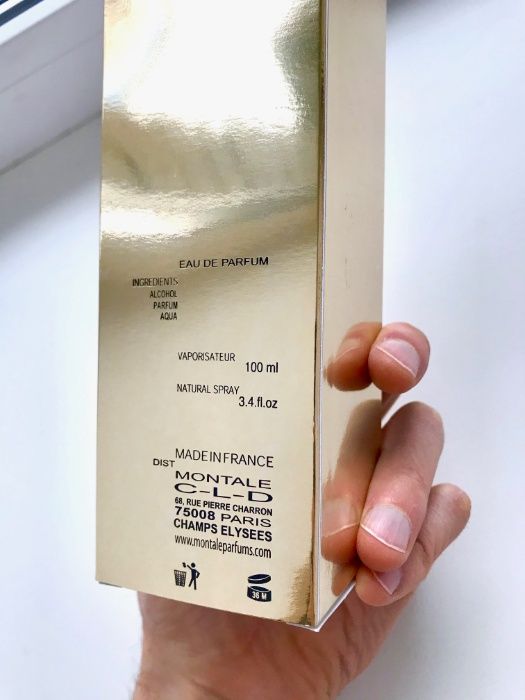 EAU DE PARFUM
INGREDIENTS
ALCOHOL
PARFUM
AQUA
VAPORISATEUR
100 ml
NATURAL SPRAY
3.4.fl.oz
MADE IN FRANCE
DIST
MONTALE
C-L-D
68, RUE PIERRE CHARRON
75008 PARIS
CHAMPS ELYSEES
www.montaleparfums.com
36 M